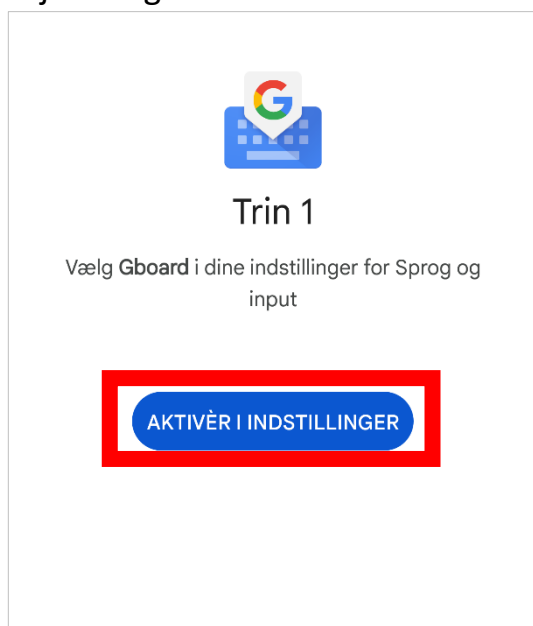 Trin 1
Vælg Gboard i dine indstillinger for Sprog og
input
AKTIVÈR I INDSTILLINGER